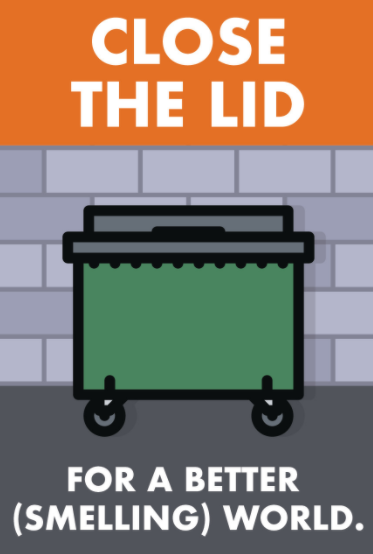 CLOSE
THE LID
FOR A BETTER
(SMELLING) WORLD.